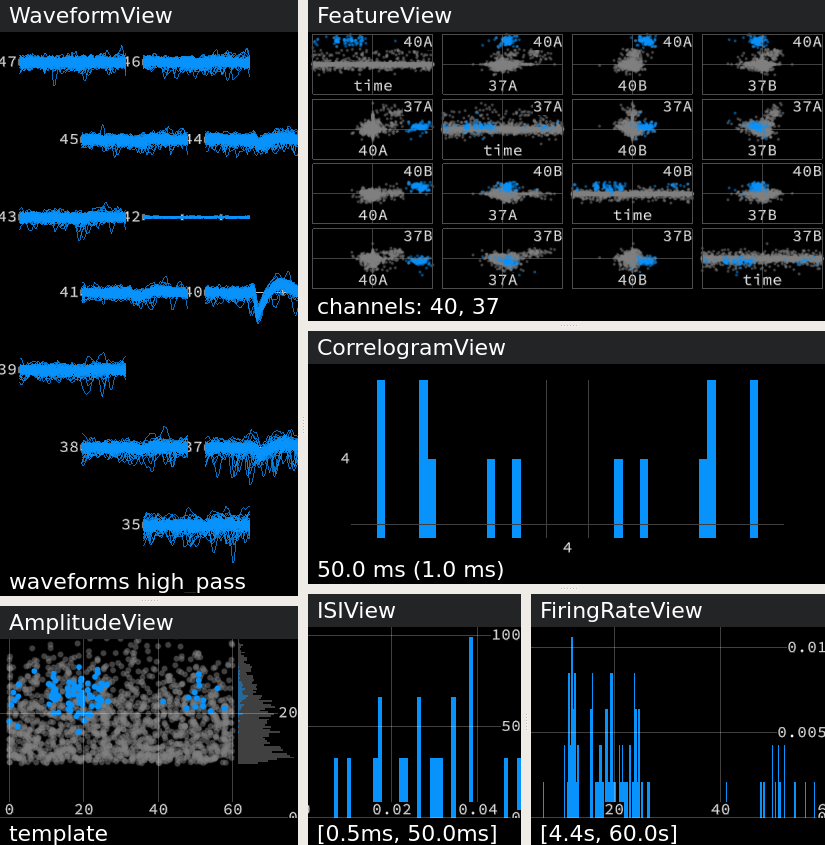 WaveformView
47 46
45 44
43 42
41 40
39
38 37
35
waveforms high_pass
FeatureView
40A 40A 40A 40A
time 37A 40B 37B
37A 37A 37A 37A
40A time 40B 37B
40B 40B 40B 40B
40A 37A time 37B
37B 37B 37B 37B
40A 37A 40B time
channels: 40, 37
CorrelogramView
4
4
50.0 ms (1.0 ms)
AmplitudeView
20
0 20 40 60
0
template
ISIView
100
50
0.02 0.04 0
[0.5ms, 50.0ms]
FiringRateView
0.01
0.005
20 40
[4.4s, 60.0s]